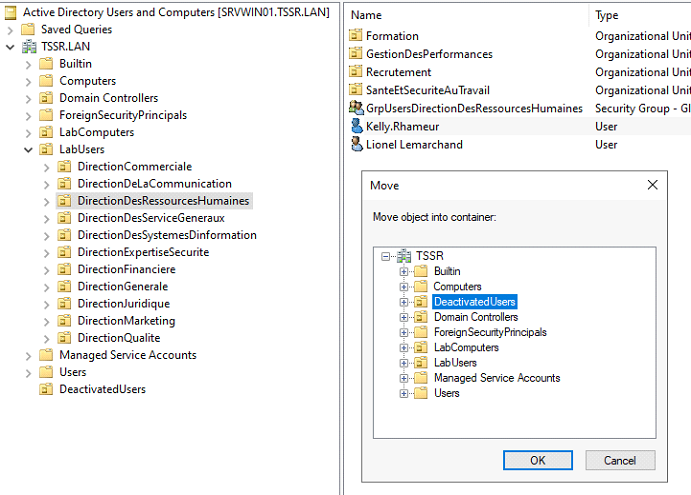 Active Directory Users and Computers [SRVWIN01.TSSR.LAN]
Saved Queries
TSSR.LAN
Builtin
Computers
Domain Controllers
ForeignSecurityPrincipals
LabComputers
LabUsers
DirectionCommerciale
DirectionDeLaCommunication
DirectionDesRessourcesHumaines
DirectionDesServiceGeneraux
DirectionDesSystemesDinformation
DirectionExpertiseSecurite
DirectionFinanciere
DirectionGenerale
DirectionJuridique
DirectionMarketing
DirectionQualite
Managed Service Accounts
Users
DeactivatedUsers
Name Type
Formation Organizational Unit
GestionDesPerformances Organizational Unit
Recrutement Organizational Unit
SanteEtSecuriteAuTravail Organizational Unit
GrpUsersDirectionDesRessourcesHumaines Security Group - Gl
Kelly.Rhameur User
Lionel Lemarchand User
Move
Move object into container:
TSSR
Builtin
Computers
DeactivatedUsers
Domain Controllers
ForeignSecurityPrincipals
LabComputers
LabUsers
Managed Service Accounts
Users
OK Cancel